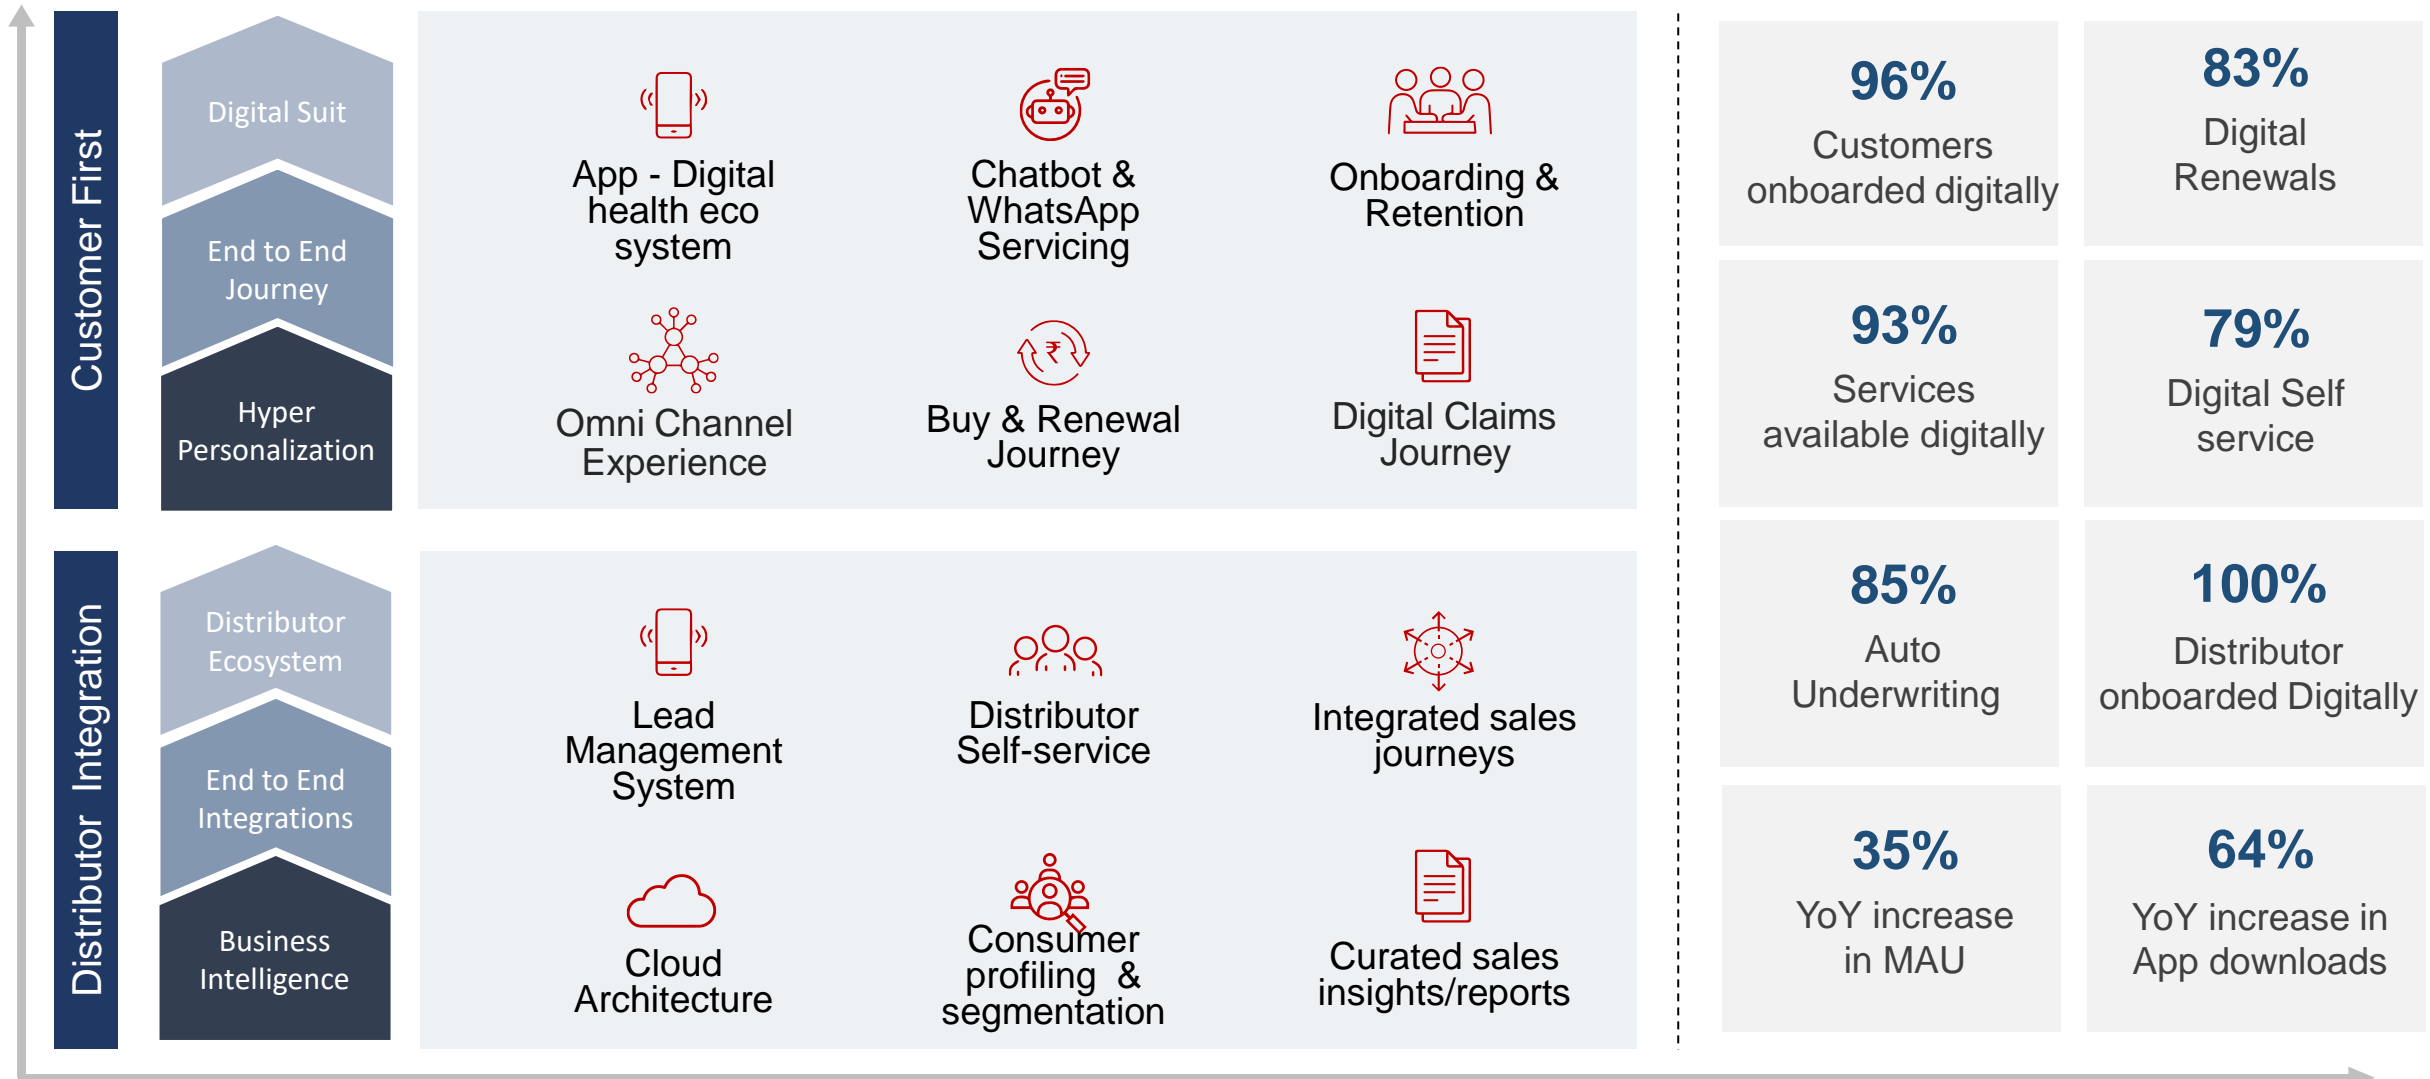 Customer First
Digital Suit
End to End
Journey
Hyper
Personalization
App - Digital
health eco
system
Chatbot &
WhatsApp
Servicing
Onboarding &
Retention
Omni Channel
Experience
₹
Buy & Renewal
Journey
Digital Claims
Journey
Distributor Integration
Distributor
Ecosystem
End to End
Integrations
Business
Intelligence
Lead
Management
System
Distributor
Self-service
Integrated sales
journeys
Cloud
Architecture
Consumer
profiling &
segmentation
Curated sales
insights/reports
96%
Customers
onboarded digitally
83%
Digital
Renewals
93%
Services
available digitally
79%
Digital Self
service
85%
Auto
Underwriting
100%
Distributor
onboarded Digitally
35%
YoY increase
in MAU
64%
YoY increase in
App downloads